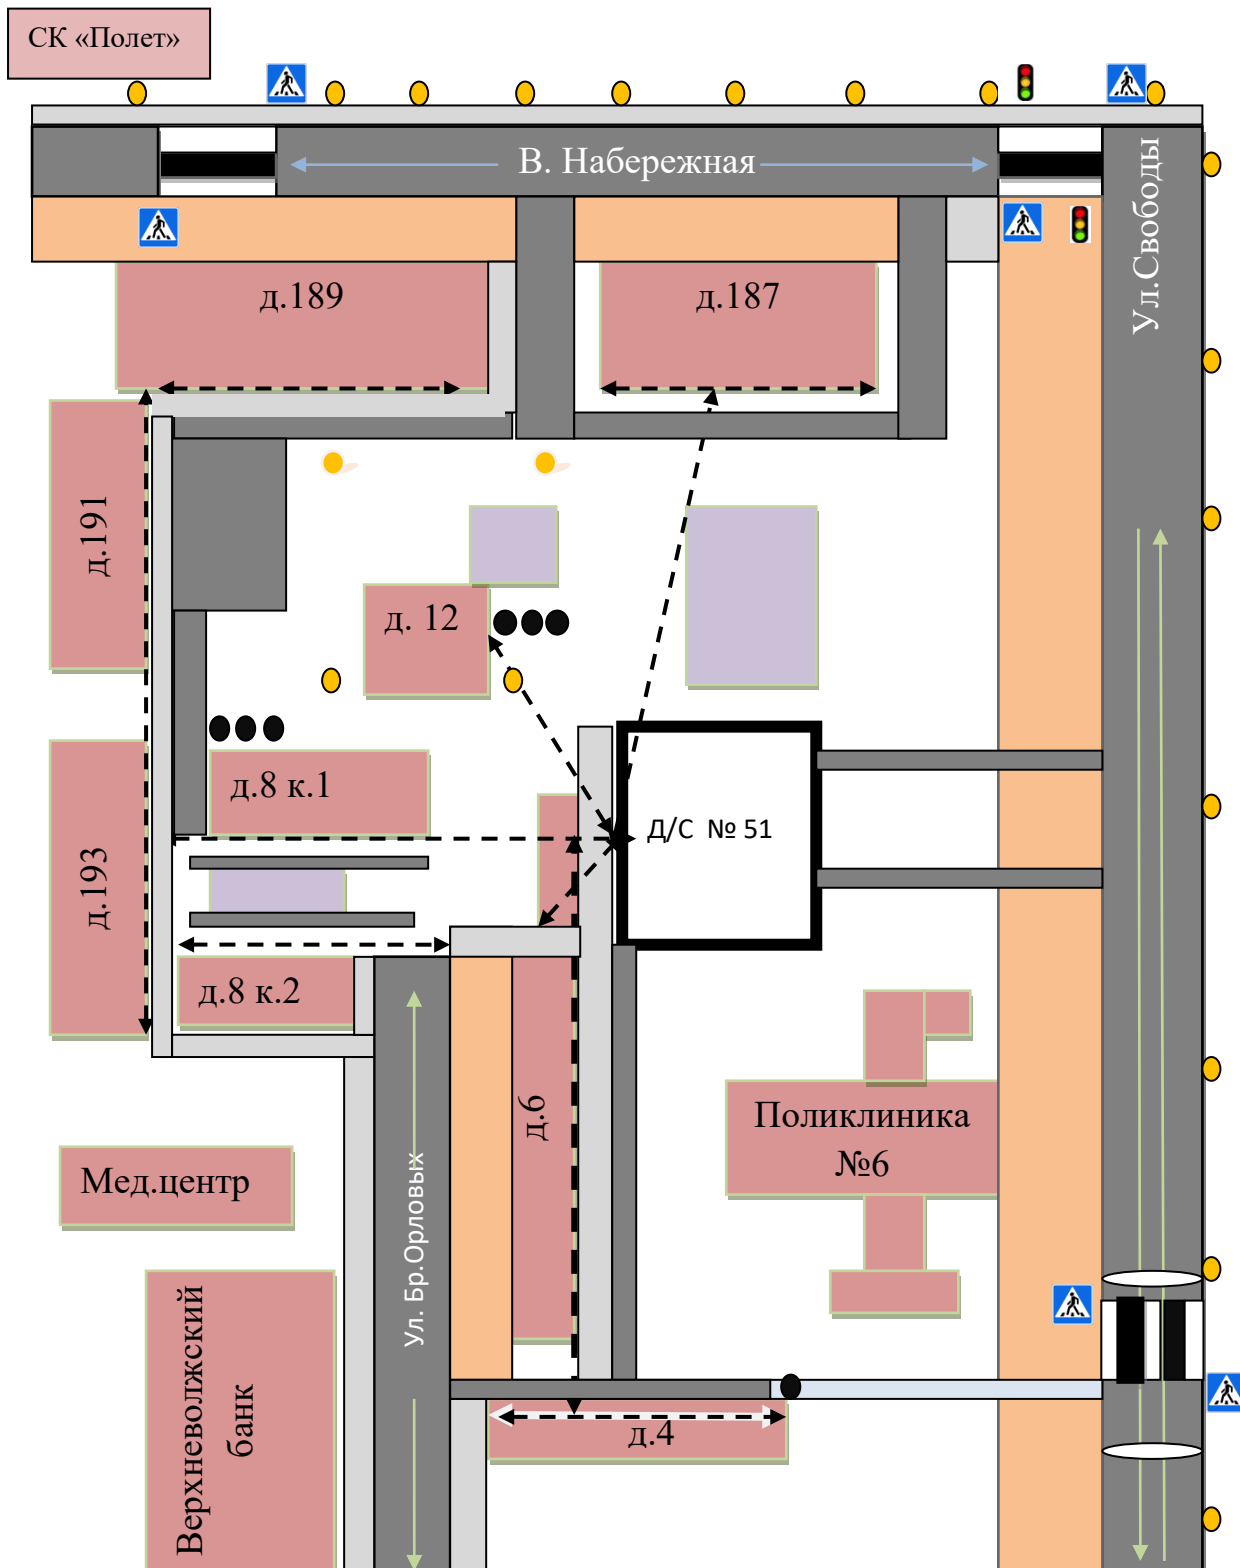 СК «Полет»
В. Набережная
Ул.Свободы
д.189
д.187
д.191
д. 12
д.8 к.1
Д/С № 51
д.193
д.8 к.2
д.6
Поликлиника
№6
Мед.центр
Ул. Бр.Орловых
Верхневолжский
банк
д.4